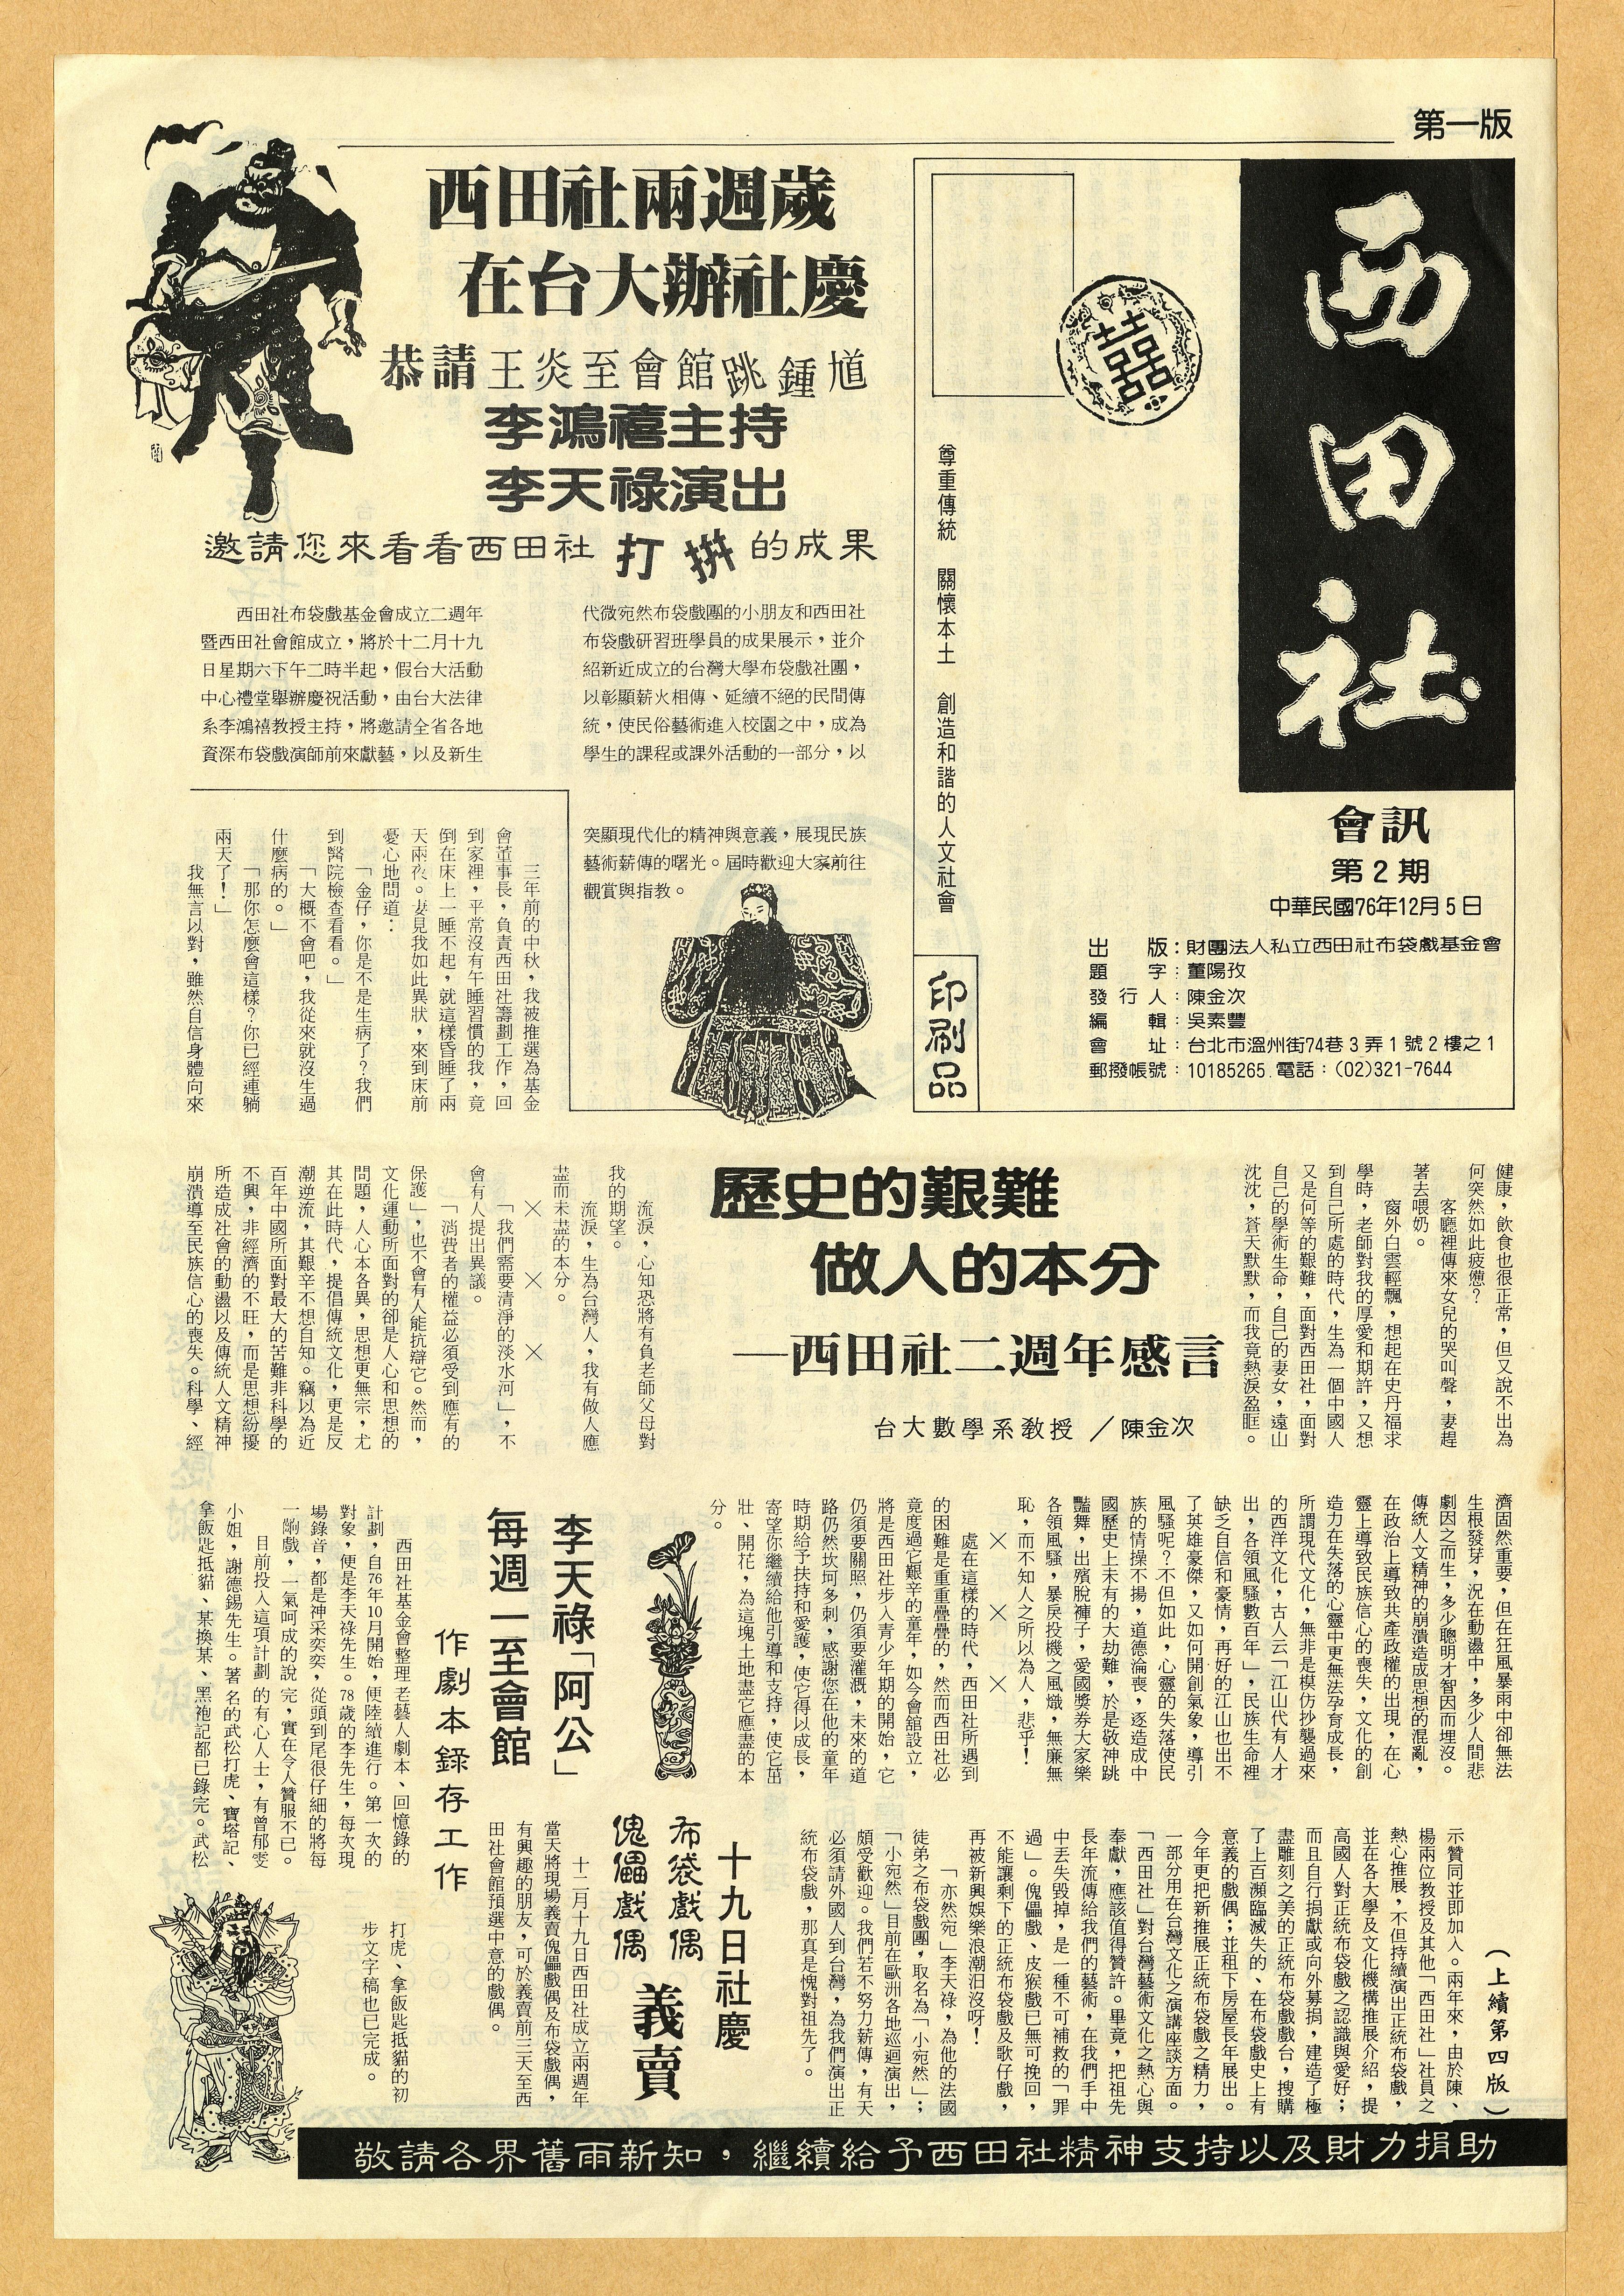 第一版
西田社
會訊
第2期
中華民國76年12月5日
出版：財團法人私立西田社布袋戲基金會
題字：董陽孜
發行人：陳金次
編輯：吳素豐
會址：台北市溫州街74巷3弄1號2樓之1
郵撥帳號：10185265 電話：(02)321-7644
尊重傳統 關懷本土 創造和諧的人文社會
印刷品
西田社兩週歲
在台大辦社慶
恭請王炎至會館跳鍾馗
李鴻禧主持
李天祿演出
邀請您來看看西田社打拚的成果
西田社布袋戲基金會成立二週年
暨西田社會館成立，將於十二月十九
日星期六下午二時半起，假台大活動
中心禮堂舉辦慶祝活動，由台大法律
系李鴻禧教授主持，將邀請全省各地
資深布袋戲演師前來獻藝，以及新生
代微宛然布袋戲團的小朋友和西田社
布袋戲研習班學員的成果展示，並介
紹新近成立的台灣大學布袋戲社團，
以彰顯薪火相傳、延續不絕的民間傳
統，使民俗藝術進入校園之中，成為
學生的課程或課外活動的一部分，以
突顯現代化的精神與意義，展現民族
藝術薪傳的曙光。屆時歡迎大家前往
觀賞與指教。
歷史的艱難
做人的本分
—西田社二週年感言
台大數學系教授／陳金次
三年前的中秋，我被推選為基金
會董事長，負責西田社籌劃工作，回
到家裡，平常沒有午睡習慣的我，竟
倒在床上一睡不起，就這樣昏睡了兩
天兩夜。妻見我如此異狀，來到床前
憂心地問道：
「金仔，你是不是生病了？我們
到醫院檢查看看。」
「大概不會吧，我從來就沒生過
什麼病的。」
「那你怎麼會這樣？你已經連躺
兩天了！」
我無言以對，雖然自信身體向來
健康，飲食也很正常，但又說不出為
何突然如此疲憊？
客廳裡傳來女兒的哭叫聲，妻趕
著去喂奶。
窗外白雲輕飄，想起在史丹福求
學時，老師對我的厚愛和期許，又想
到自己所處的時代，生為一個中國人
又是何等的艱難，面對西田社，面對
自己的學術生命，自己的妻女，遠山
沈沈，蒼天默默，而我竟熱淚盈眶。
流淚，心知恐將有負老師父母對
我的期望。
流淚，生為台灣人，我有做人應
盡而未盡的本分。
× × ×
「我們需要清淨的淡水河」，不
會有人提出異議。
「消費者的權益必須受到應有的
保護」，也不會有人能抗辯它。然而，
文化運動所面對的卻是人心和思想的
問題，人心本各異，思想更無宗，尤
其在此時代，提倡傳統文化，更是反
潮逆流，其艱辛不想自知。竊以為近
百年中國所面對最大的苦難非科學的
不興，非經濟的不旺，而是思想紛擾
所造成社會的動盪以及傳統人文精神
崩潰導至民族信心的喪失。科學、經
濟固然重要，但在狂風暴雨中卻無法
生根發芽，況在動盪中，多少人間悲
劇因之而生，多少聰明才智因而埋沒。
傳統人文精神的崩潰造成思想的混亂，
在政治上導致共產政權的出現，在心
靈上導致民族信心的喪失，文化的創
造力在失落的心靈中更無法孕育成長，
所謂現代文化，無非是模仿抄襲過來
的西洋文化，古人云「江山代有人才
出，各領風騷數百年」，民族生命裡
缺乏自信和豪情，再好的江山也出不
了英雄豪傑，又如何開創氣象，導引
風騷呢？不但如此，心靈的失落使民
族的情操不揚，道德淪喪，逐造成中
國歷史上未有的大劫難，於是敬神跳
豔舞，出殯脫褲子，愛國獎券大家樂
各領風騷，暴戾投機之風熾，無廉無
恥，而不知人之所以為人，悲乎！
× × ×
處在這樣的時代，西田社所遇到
的困難是重重疊疊的，然而西田社必
竟度過它艱辛的童年，如今會舘設立，
將是西田社步入青少年期的開始，它
仍須要關照，仍須要灌溉，未來的道
路仍然坎坷多刺，感謝您在他的童年
時期給予扶持和愛護，使它得以成長，
寄望你繼續給他引導和支持，使它茁
壯、開花，為這塊土地盡它應盡的本
分。
李天祿「阿公」
每週一至會館
作劇本錄存工作
西田社基金會整理老藝人劇本、回憶錄的
計劃，自76年10月開始，便陸續進行。第一次的
對象，便是李天祿先生。78歲的李先生，每次現
場錄音，都是神采奕奕，從頭到尾很仔細的將每
一齣戲，一氣呵成的說完，實在令人贊服不已。
目前投入這項計劃的有心人士，有曾郁雯
小姐，謝德錫先生。著名的武松打虎、寶塔記、
拿飯匙抵貓、某換某、黑袍記都已錄完。武松
打虎、拿飯匙抵貓的初
步文字稿也已完成。
十九日社慶
布袋戲偶
傀儡戲偶
義賣
十二月十九日西田社成立兩週年
當天將現場義賣傀儡戲偶及布袋戲偶，
有興趣的朋友，可於義賣前三天至西
田社會館預選中意的戲偶。
（上續第四版）
示贊同並即加入。兩年來，由於陳、
楊兩位教授及其他「西田社」社員之
熱心推展，不但持續演出正統布袋戲，
並在各大學及文化機構推展介紹，提
高國人對正統布袋戲之認識與愛好；
而且自行捐獻或向外募捐，建造了極
盡雕刻之美的正統布袋戲戲台，搜購
了上百瀕臨滅失的、在布袋戲史上有
意義的戲偶；並租下房屋長年展出。
今年更把新推展正統布袋戲之精力，
一部分用在台灣文化之演講座談方面。
「西田社」對台灣藝術文化之熱心與
奉獻，應該值得贊許。畢竟，把祖先
長年流傳給我們的藝術，在我們手中
中丟失毀掉，是一種不可補救的「罪
過」。傀儡戲、皮猴戲已無可挽回，
不能讓剩下的正統布袋戲及歌仔戲，
再被新興娛樂浪潮汩沒呀！
「亦然宛」李天祿，為他的法國
徒弟之布袋戲團，取名為「小宛然」；
「小宛然」目前在歐洲各地巡迴演出，
頗受歡迎。我們若不努力薪傳，有天
必須請外國人到台灣，為我們演出正
統布袋戲，那真是愧對祖先了。
敬請各界舊雨新知，繼續給予西田社精神支持以及財力捐助